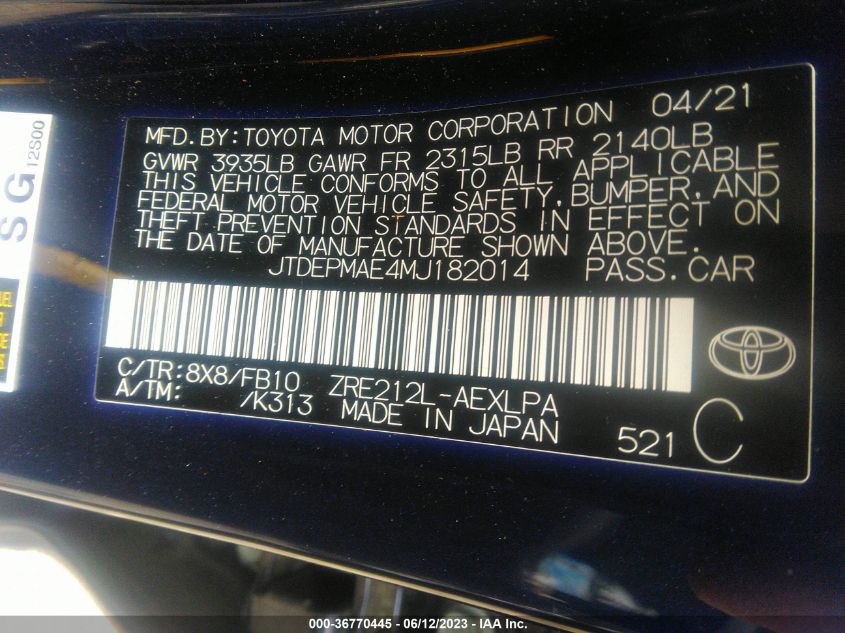 MFD.BY:TOYOTA MOTOR CORPORATION 04/21
GVWR 3935LB GAWR FR 2315LB RR 2140LB
THIS VEHICLE CONFORMS TO ALL APPLICABLE
FEDERAL MOTOR VEHICLE SAFETY,BUMPER,AND
THEFT PREVENTION STANDARDS IN EFFECT ON
THE DATE OF MANUFACTURE SHOWN ABOVE.
JTDEPMAE4MJ182014 PASS.CAR
C/TR:8X8/FB10 ZRE212L-AEXLPA
A/TM: /K313 MADE IN JAPAN 521 C
SG
12S00
000-36770445 - 06/12/2023 - IAA Inc.